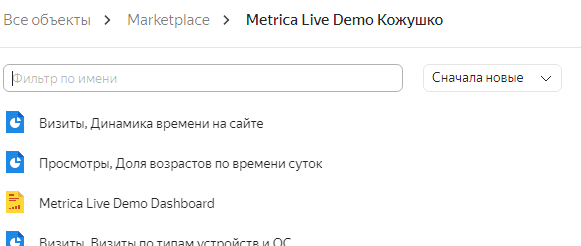 Все объекты > Marketplace > Metrica Live Demo Кожушко
Фильтр по имени
Сначала новые
Визиты, Динамика времени на сайте
Просмотры, Доля возрастов по времени суток
Metrica Live Demo Dashboard
Визиты, Визиты по типам устройств и ОС